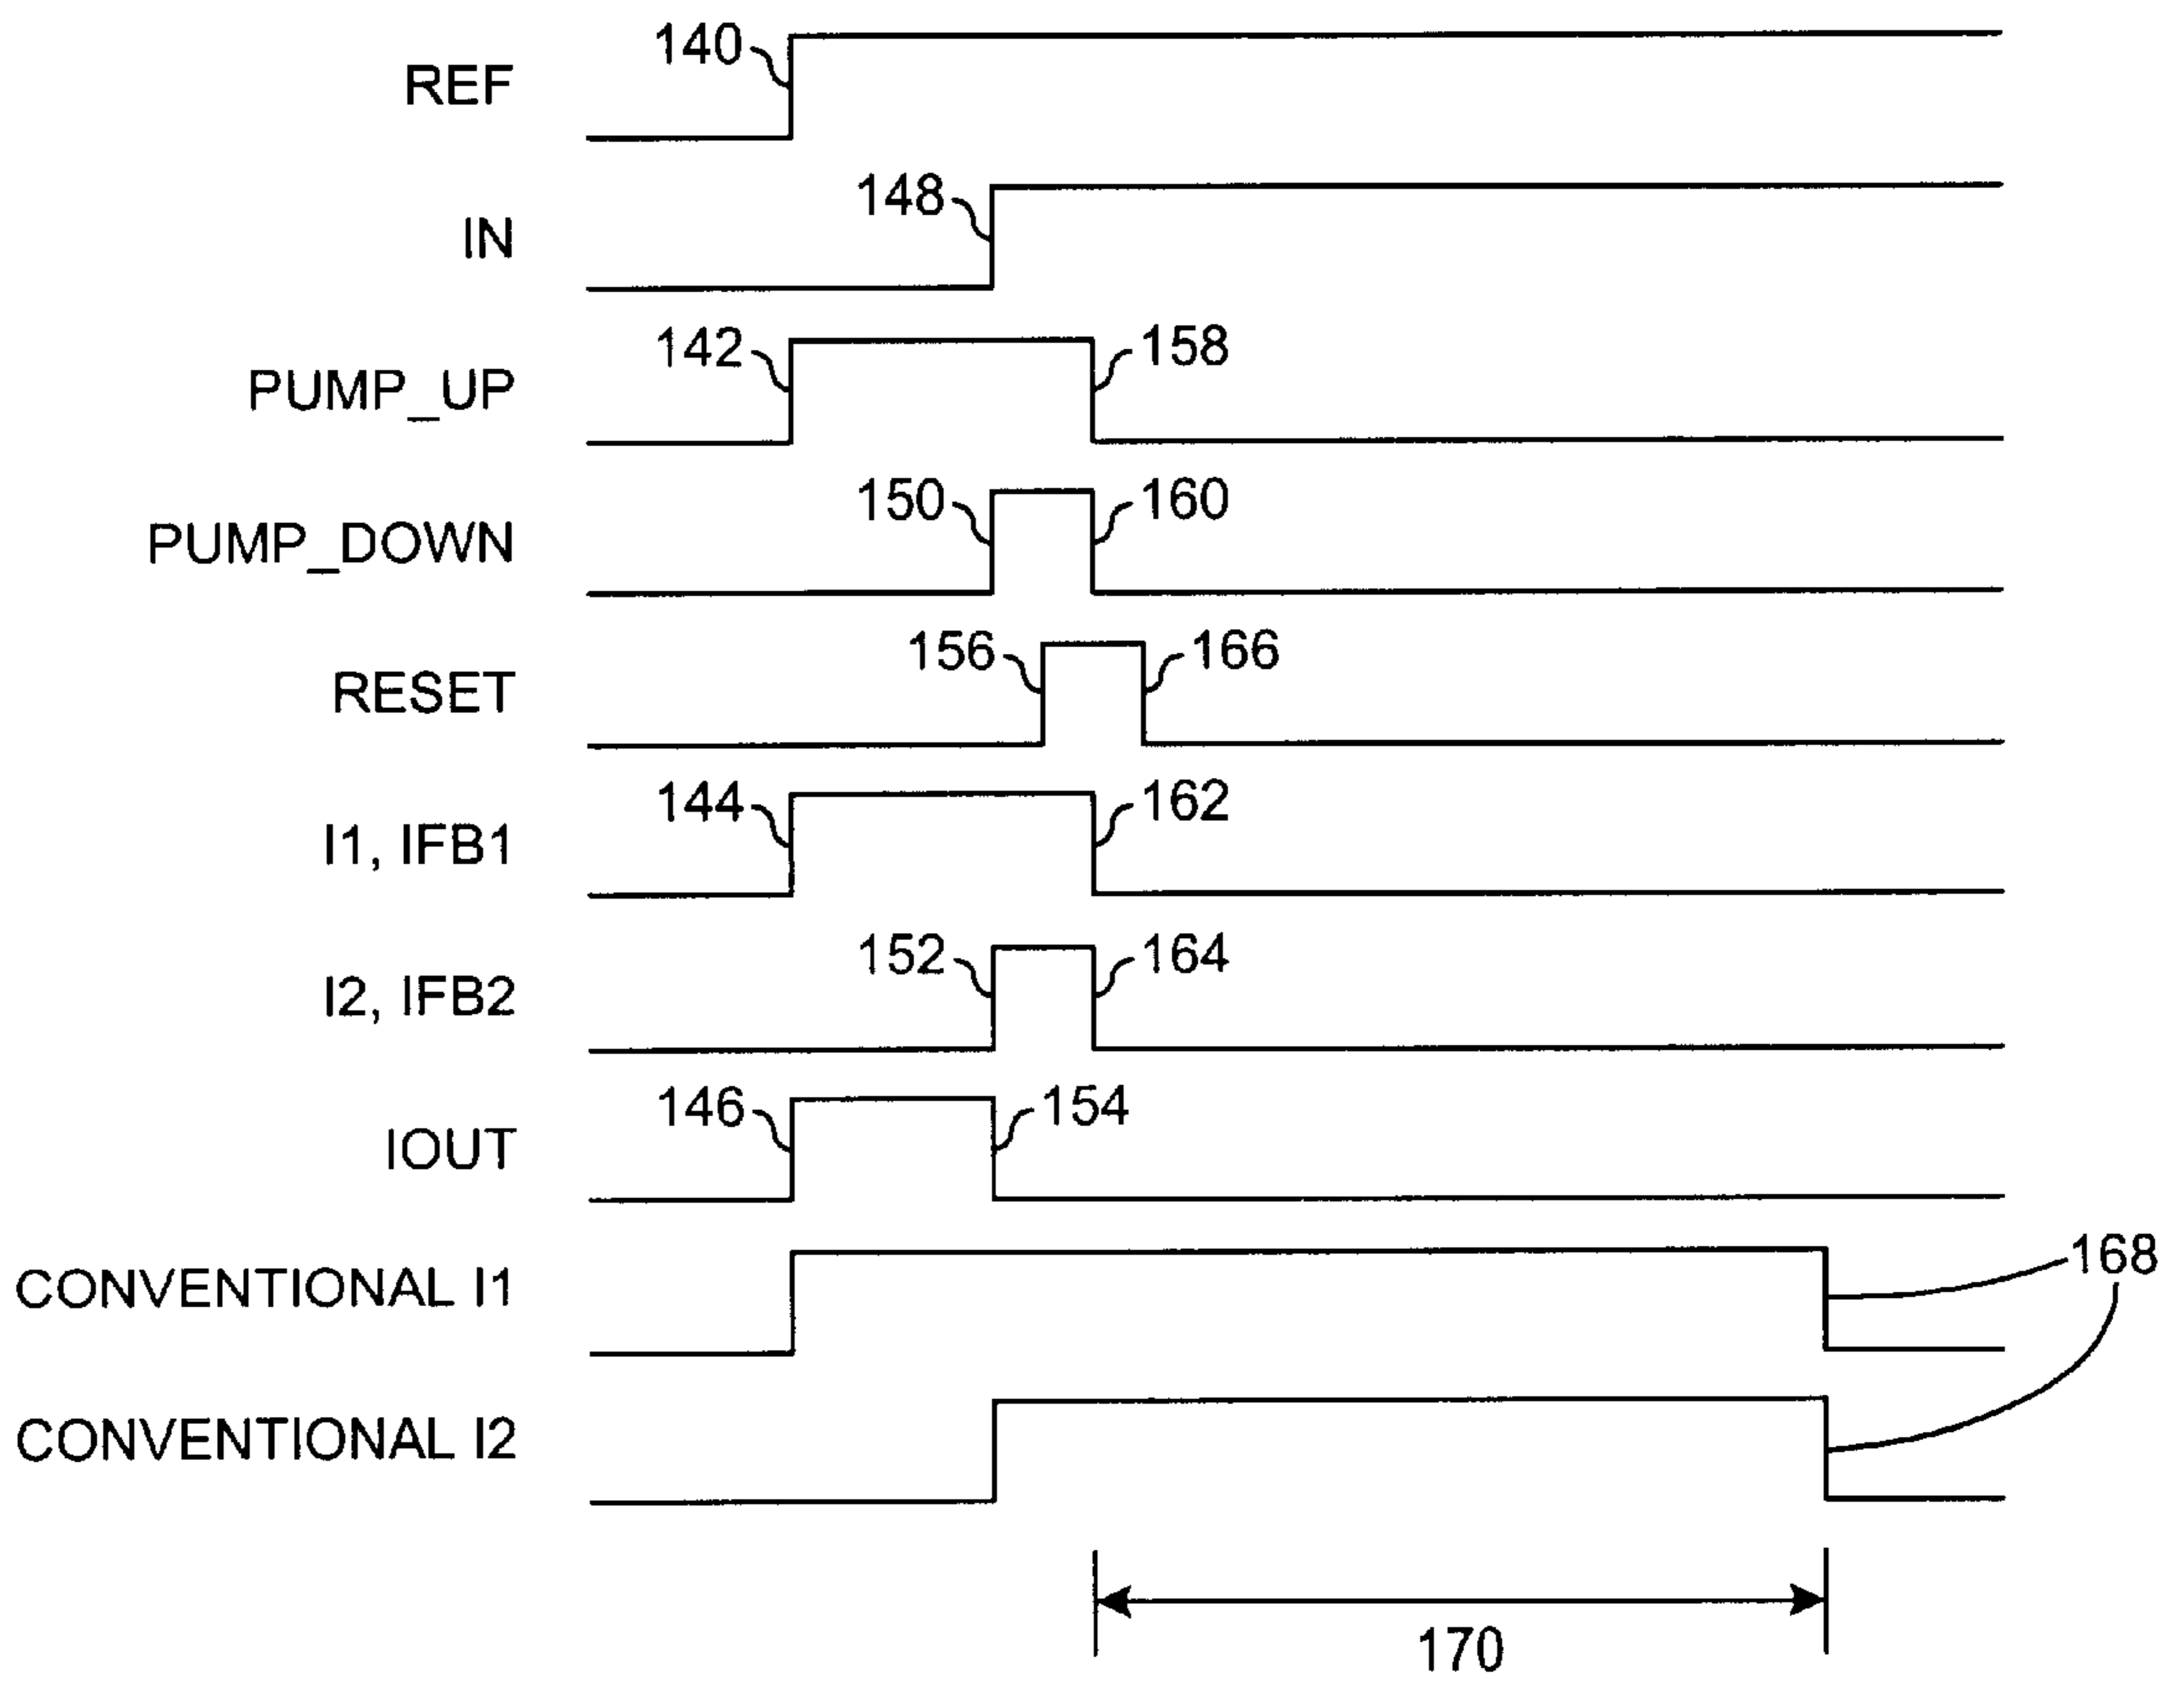 140
REF
148
IN
142 158
PUMP_UP
150 160
PUMP_DOWN
156 166
RESET
144 162
I1, IFB1
152 164
I2, IFB2
146 154
IOUT
168
CONVENTIONAL I1
CONVENTIONAL I2
170